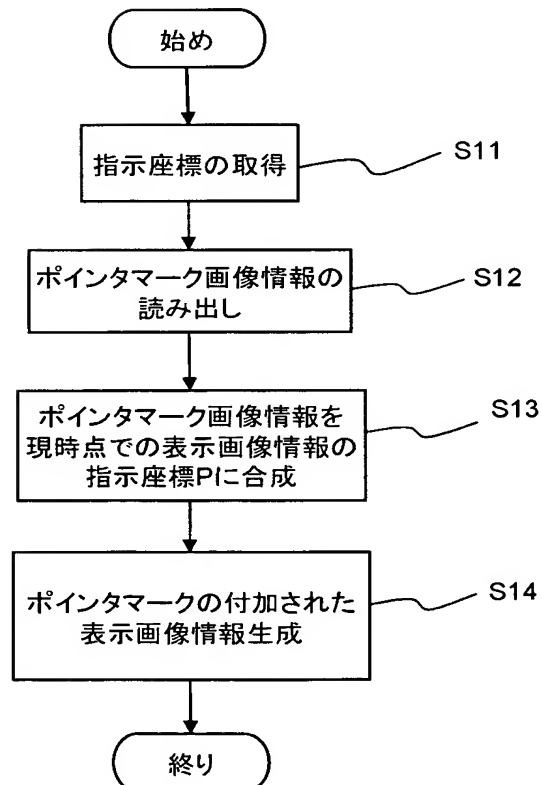 始め
指示座標の取得
S11
ポインタマーク画像情報の
読み出し
S12
ポインタマーク画像情報を
現時点での表示画像情報の
指示座標Pに合成
S13
ポインタマークの付加された
表示画像情報生成
S14
終り